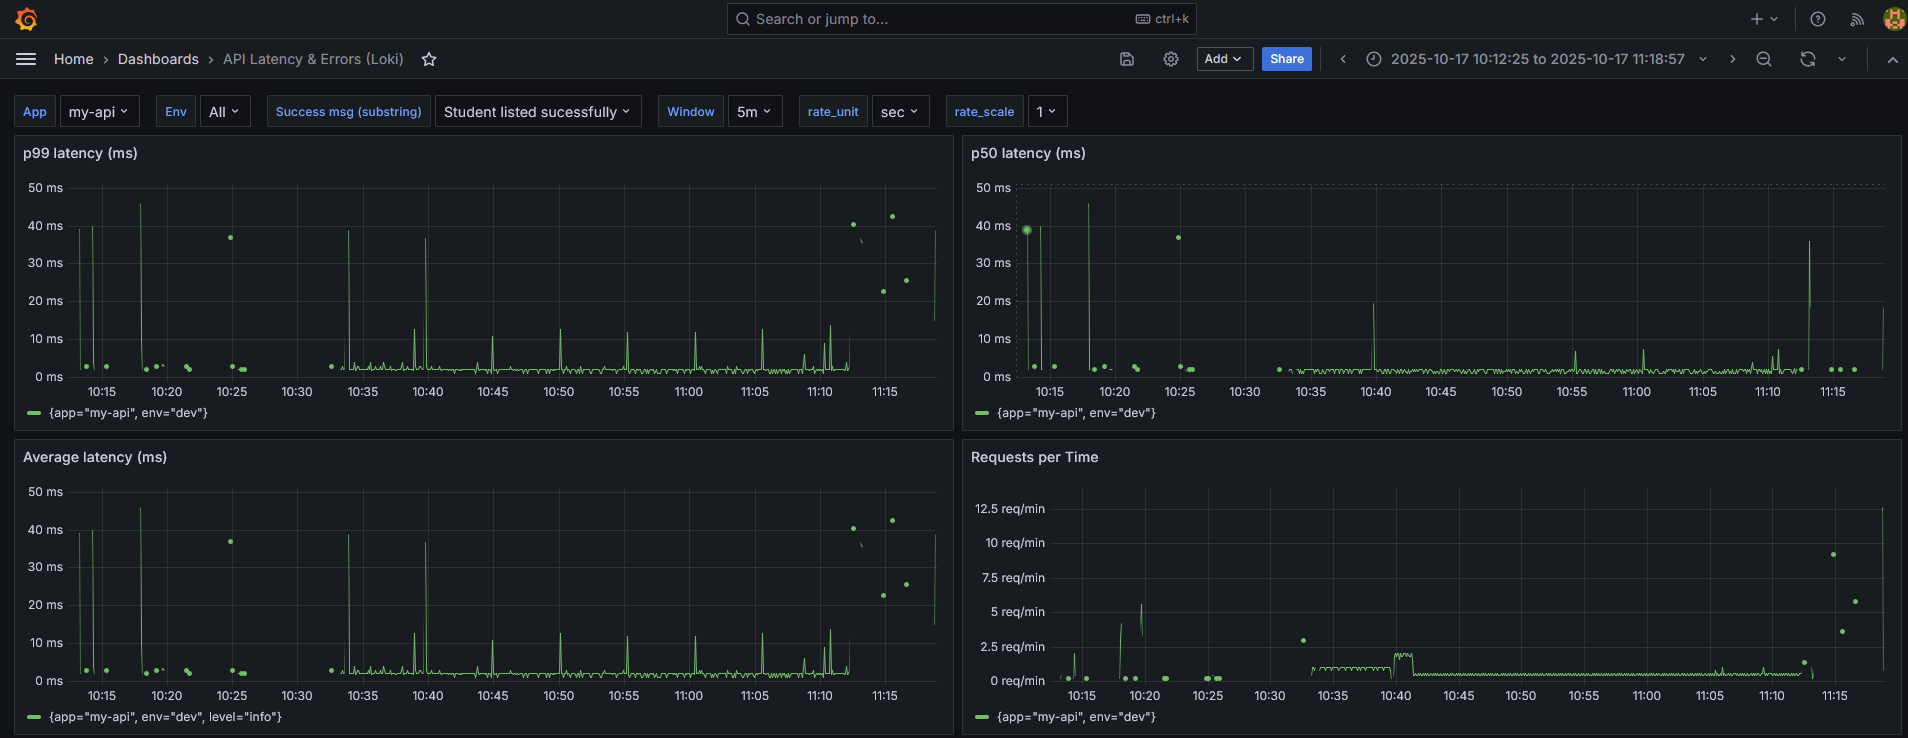 Search or jump to... ctrl+k
Home › Dashboards › API Latency & Errors (Loki) Add Share 2025-10-17 10:12:25 to 2025-10-17 11:18:57
App my-api Env All Success msg (substring) Student listed sucessfully Window 5m rate_unit sec rate_scale 1
p99 latency (ms)
50 ms
40 ms
30 ms
20 ms
10 ms
0 ms
10:15 10:20 10:25 10:30 10:35 10:40 10:45 10:50 10:55 11:00 11:05 11:10 11:15
{app="my-api", env="dev"}
p50 latency (ms)
50 ms
40 ms
30 ms
20 ms
10 ms
0 ms
10:15 10:20 10:25 10:30 10:35 10:40 10:45 10:50 10:55 11:00 11:05 11:10 11:15
{app="my-api", env="dev"}
Average latency (ms)
50 ms
40 ms
30 ms
20 ms
10 ms
0 ms
10:15 10:20 10:25 10:30 10:35 10:40 10:45 10:50 10:55 11:00 11:05 11:10 11:15
{app="my-api", env="dev", level="info"}
Requests per Time
12.5 req/min
10 req/min
7.5 req/min
5 req/min
2.5 req/min
0 req/min
10:15 10:20 10:25 10:30 10:35 10:40 10:45 10:50 10:55 11:00 11:05 11:10 11:15
{app="my-api", env="dev"}